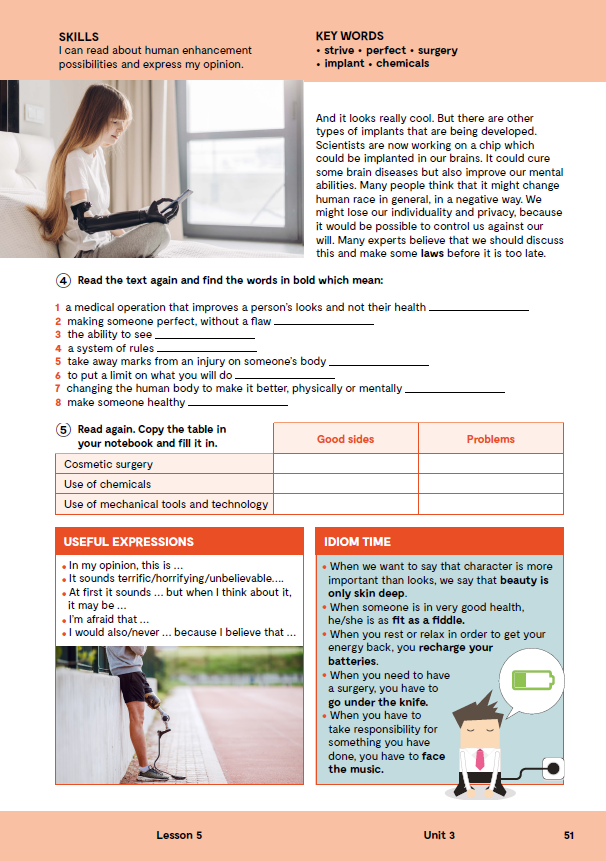 SKILLS
I can read about human enhancement
possibilities and express my opinion.
KEY WORDS
• strive • perfect • surgery
• implant • chemicals
And it looks really cool. But there are other
types of implants that are being developed.
Scientists are now working on a chip which
could be implanted in our brains. It could cure
some brain diseases but also improve our mental
abilities. Many people think that it might change
human race in general, in a negative way. We
might lose our individuality and privacy, because
it would be possible to control us against our
will. Many experts believe that we should discuss
this and make some laws before it is too late.
4 Read the text again and find the words in bold which mean:
1 a medical operation that improves a person's looks and not their health
2 making someone perfect, without a flaw
3 the ability to see
4 a system of rules
5 take away marks from an injury on someone's body
6 to put a limit on what you will do
7 changing the human body to make it better, physically or mentally
8 make someone healthy
5 Read again. Copy the table in
your notebook and fill it in.
Good sides
Problems
Cosmetic surgery
Use of chemicals
Use of mechanical tools and technology
USEFUL EXPRESSIONS
• In my opinion, this is ...
• It sounds terrific/horrifying/unbelievable....
• At first it sounds ... but when I think about it,
it may be ...
• I'm afraid that ...
• I would also/never ... because I believe that ...
IDIOM TIME
• When we want to say that character is more
important than looks, we say that beauty is
only skin deep.
• When someone is in very good health,
he/she is as fit as a fiddle.
• When you rest or relax in order to get your
energy back, you recharge your
batteries.
• When you need to have
a surgery, you have to
go under the knife.
• When you have to
take responsibility for
something you have
done, you have to face
the music.
Lesson 5
Unit 3
51